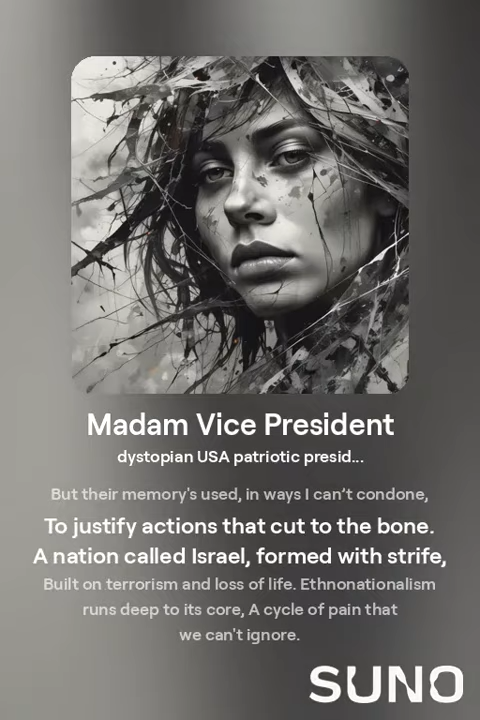 Madam Vice President
dystopian USA patriotic presid...
But their memory's used, in ways I can’t condone,
To justify actions that cut to the bone.
A nation called Israel, formed with strife,
Built on terrorism and loss of life. Ethnonationalism
runs deep to its core, A cycle of pain that
we can't ignore.
SUNO